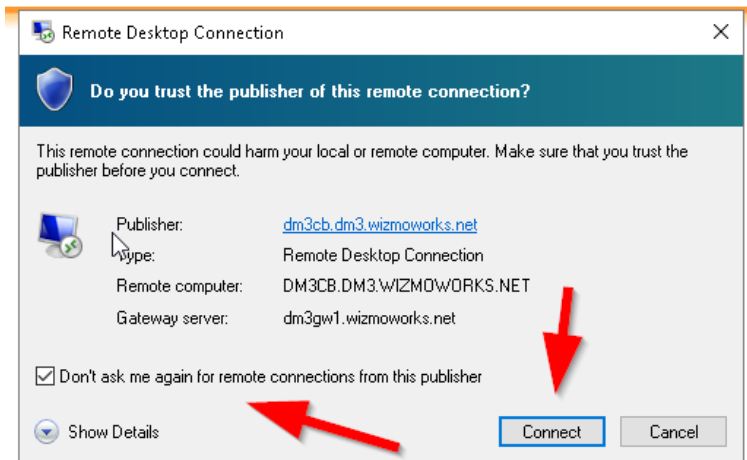 Remote Desktop Connection
Do you trust the publisher of this remote connection?
This remote connection could harm your local or remote computer. Make sure that you trust the
publisher before you connect.
Publisher: dm3cb.dm3.wizmoworks.net
Type: Remote Desktop Connection
Remote computer: DM3CB.DM3.WIZMOWORKS.NET
Gateway server: dm3gw1.wizmoworks.net
Don't ask me again for remote connections from this publisher
Show Details Connect Cancel